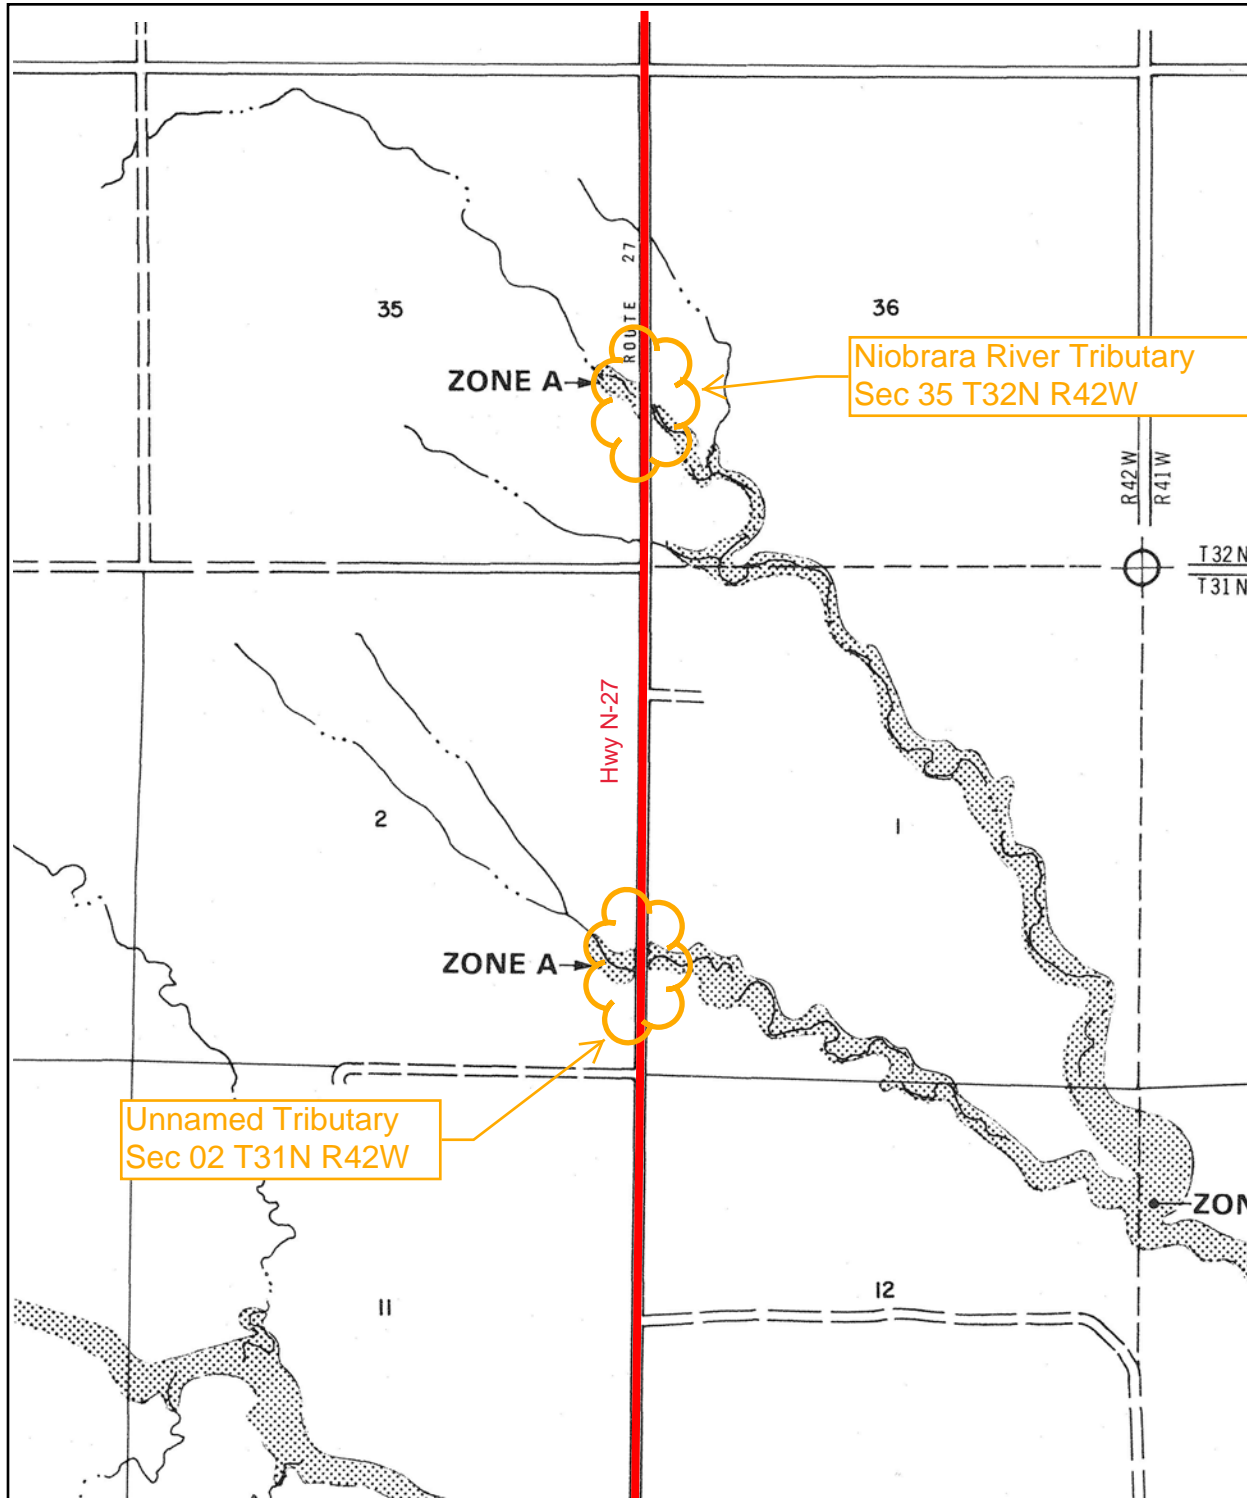 ROUTE 27
35
36
ZONE A
Niobrara River Tributary
Sec 35 T32N R42W
R42W
R41W
T32N
T31N
Hwy N-27
2
1
ZONE A
Unnamed Tributary
Sec 02 T31N R42W
ZON
11
12